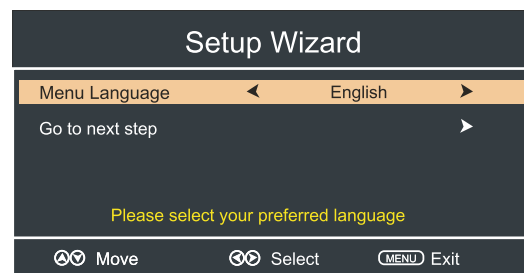 Setup Wizard
Menu Language English
Go to next step
Please select your preferred language
Move Select MENU Exit